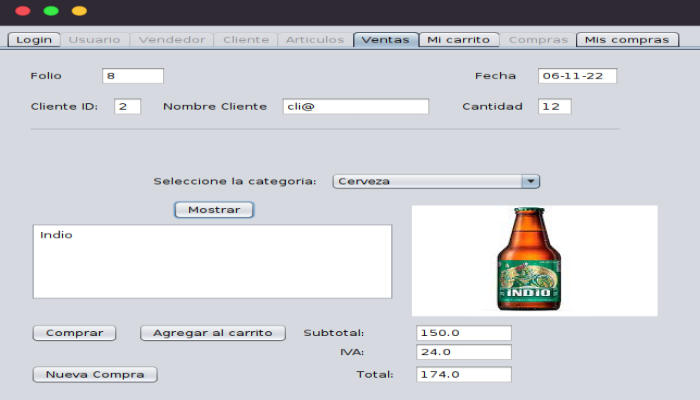 Login Usuario Vendedor Cliente Articulos Ventas Mi carrito Compras Mis compras
Folio 8 Fecha 06-11-22
Cliente ID: 2 Nombre Cliente cli@ Cantidad 12
Seleccione la categoria: Cerveza
Mostrar
Indio
INDIO
Comprar Agregar al carrito Subtotal: 150.0
IVA: 24.0
Nueva Compra Total: 174.0